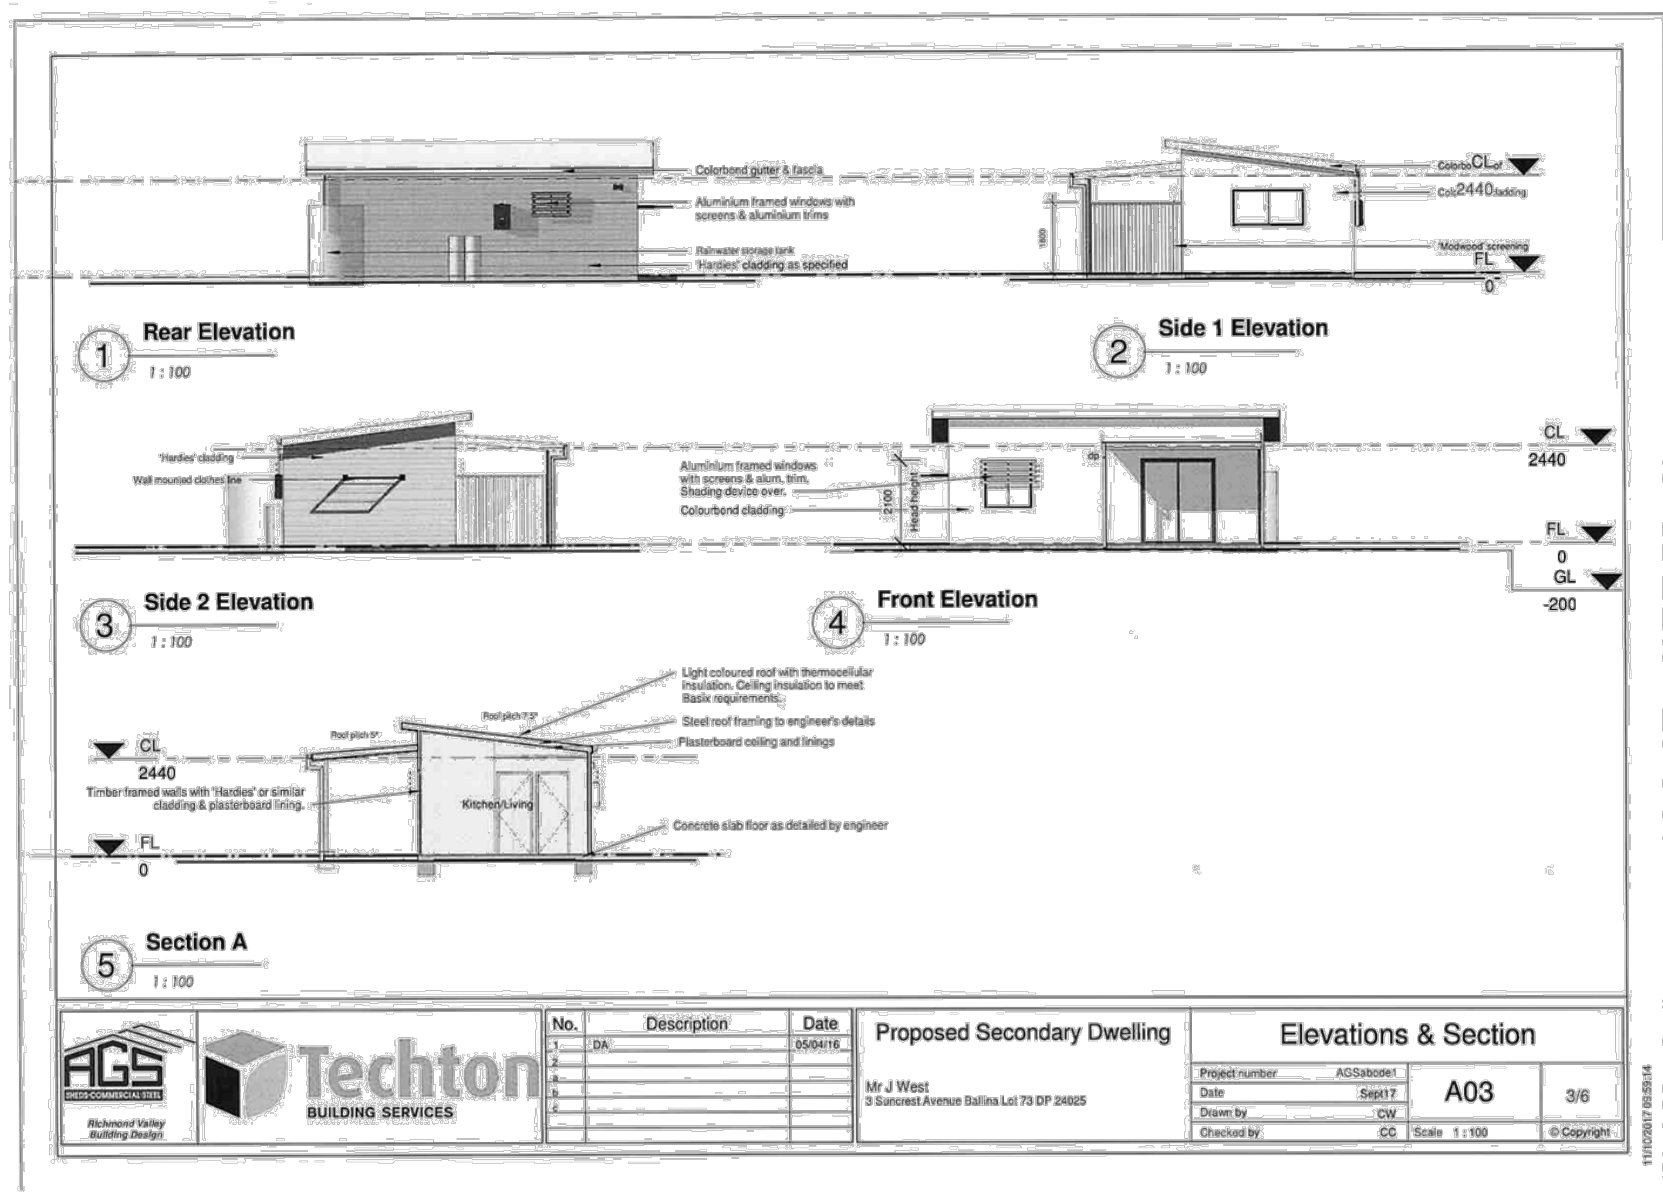 Colorbond gutter & fascia
Aluminium framed windows with
screens & aluminium trims
Rainwater storage tank
'Hardies' cladding as specified
1 Rear Elevation
1 : 100
CL
2440
1800
'Modwood' screening
FL
0
2 Side 1 Elevation
1 : 100
'Hardies' cladding
Wall mounted clothes line
3 Side 2 Elevation
1 : 100
Aluminium framed windows
with screens & alum. trim.
Shading device over.
Colourbond cladding
2100
Head height
dp
CL
2440
FL
0
GL
-200
4 Front Elevation
1 : 100
Light coloured roof with thermocellular
insulation. Ceiling insulation to meet
Basix requirements.
Roof pitch 7.5°
Steel roof framing to engineer's details
Roof pitch 5°
Plasterboard ceiling and linings
CL
2440
Timber framed walls with 'Hardies' or similar
cladding & plasterboard lining.
Kitchen/Living
Concrete slab floor as detailed by engineer
FL
0
5 Section A
1 : 100
AGS
SHEDS·COMMERCIAL·STEEL
Richmond Valley
Building Design
Techton
BUILDING SERVICES
No. Description Date
1 DA 05/04/16
Proposed Secondary Dwelling
Mr J West
3 Suncrest Avenue Ballina Lot 73 DP 24025
Elevations & Section
Project number AGSabode1
Date Sept17
Drawn by CW
Checked by CC
A03
Scale 1 : 100
3/6
© Copyright
11/10/2017 09:59:14